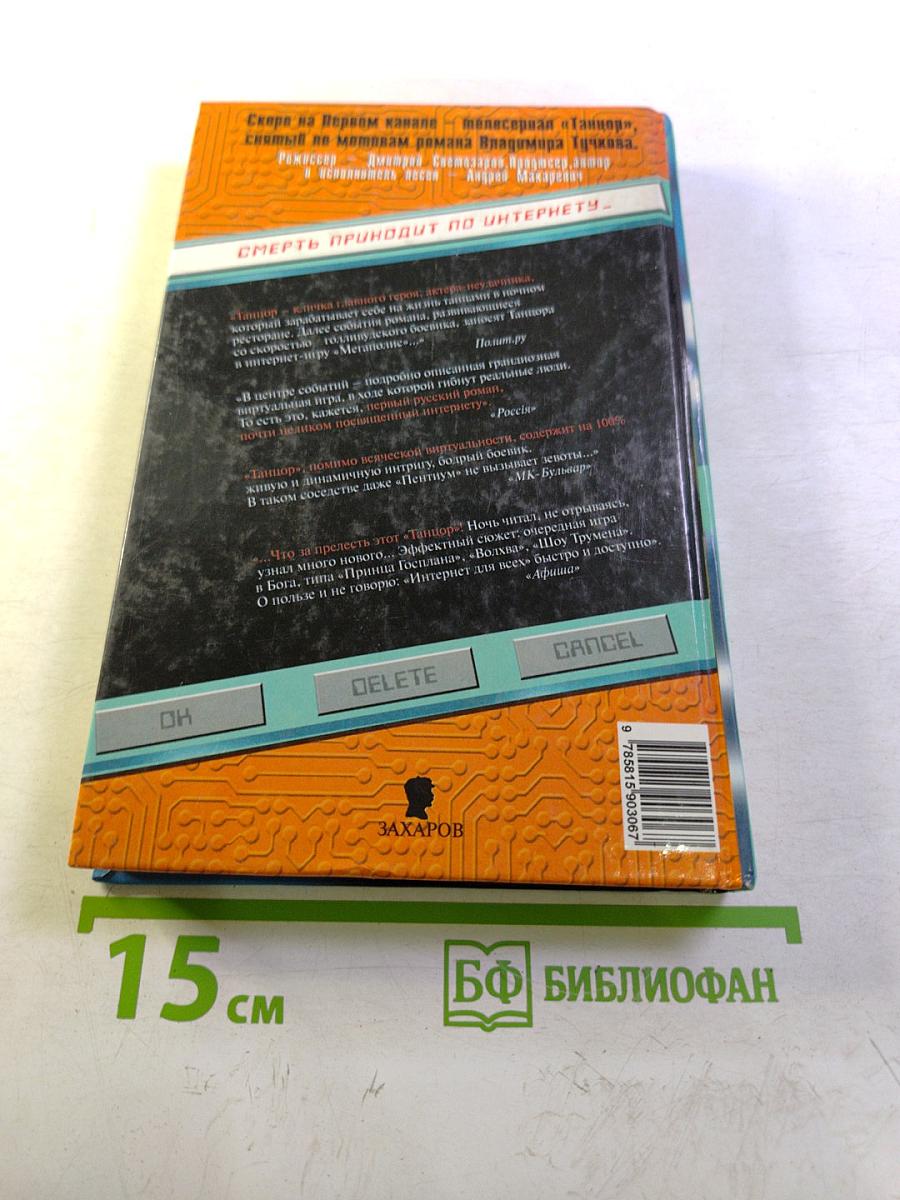 Скоро на Первом канале телесериал «Танцор»,
снятый по мотивам романа Владимира Тучкова.
Режиссер – Дмитрий Светозаров. Продюсер, автор
и исполнитель песен – Андрей Макаревич
СМЕРТЬ ПРИХОДИТ ПО ИНТЕРНЕТУ_
«Танцор – кличка главного героя, актера-неудачника,
который зарабатывает себе на жизнь танцами в ночном
ресторане. Далее события романа, развивающиеся
со скоростью голливудского боевика, заносят Танцора
в интернет-игру «Мегаполис»...»
Полит.ру
«В центре событий – подробно описанная грандиозная
виртуальная игра, в ходе которой гибнут реальные люди.
То есть это, кажется, первый русский роман,
почти целиком посвященный интернету».
«Россiя»
«Танцор», помимо всяческой виртуальности, содержит на 100%
живую и динамичную интригу, бодрый боевик.
В таком соседстве даже «Пентиум» не вызывает зевоты...»
«МК-Бульвар»
«...Что за прелесть этот «Танцор»! Ночь читал, не отрываясь,
узнал много нового... Эффектный сюжет: очередная игра
в Бога, типа «Принца Госплана», «Волхва», «Шоу Трумена».
О пользе и не говорю: «Интернет для всех» быстро и доступно».
«Афиша»
OK
DELETE
CANCEL
9 785815 903067
ЗАХАРОВ
15 см
БФ БИБЛИОФАН